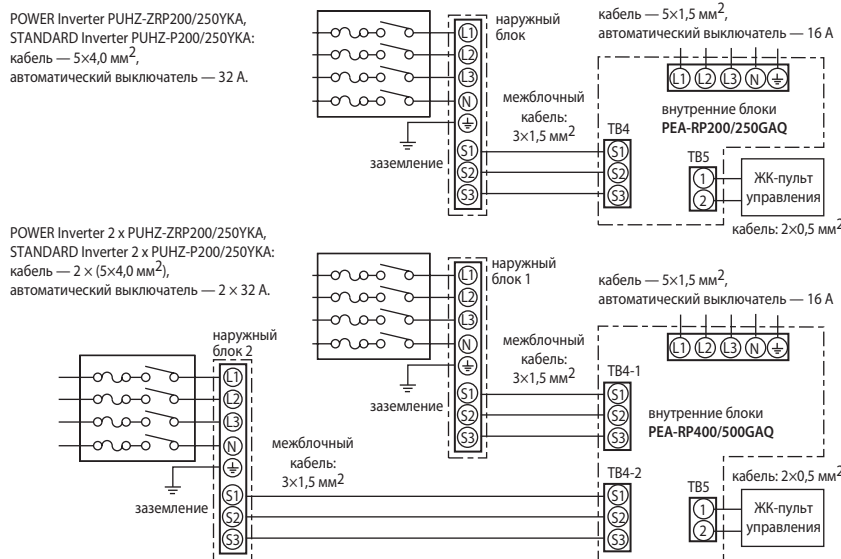 POWER Inverter PUHZ-ZRP200/250YKA,
STANDARD Inverter PUHZ-P200/250YKA:
кабель — 5×4,0 мм2,
автоматический выключатель — 32 А.
L1
L2
L3
N
S1
S2
S3
наружный
блок
заземление
межблочный
кабель:
3×1,5 мм2
кабель — 5×1,5 мм2,
автоматический выключатель — 16 А
L1 L2 L3 N
внутренние блоки
PEA-RP200/250GAQ
TB4
S1
S2
S3
TB5
1
2
ЖК-пульт
управления
кабель: 2×0,5 мм2
POWER Inverter 2 x PUHZ-ZRP200/250YKA,
STANDARD Inverter 2 x PUHZ-P200/250YKA:
кабель — 2 × (5×4,0 мм2),
автоматический выключатель — 2 × 32 А.
наружный
блок 2
L1
L2
L3
N
S1
S2
S3
заземление
межблочный
кабель:
3×1,5 мм2
наружный
блок 1
L1
L2
L3
N
S1
S2
S3
заземление
межблочный
кабель:
3×1,5 мм2
кабель — 5×1,5 мм2,
автоматический выключатель — 16 А
L1 L2 L3 N
TB4-1
S1
S2
S3
внутренние блоки
PEA-RP400/500GAQ
TB4-2
S1
S2
S3
кабель: 2×0,5 мм2
TB5
1
2
ЖК-пульт
управления